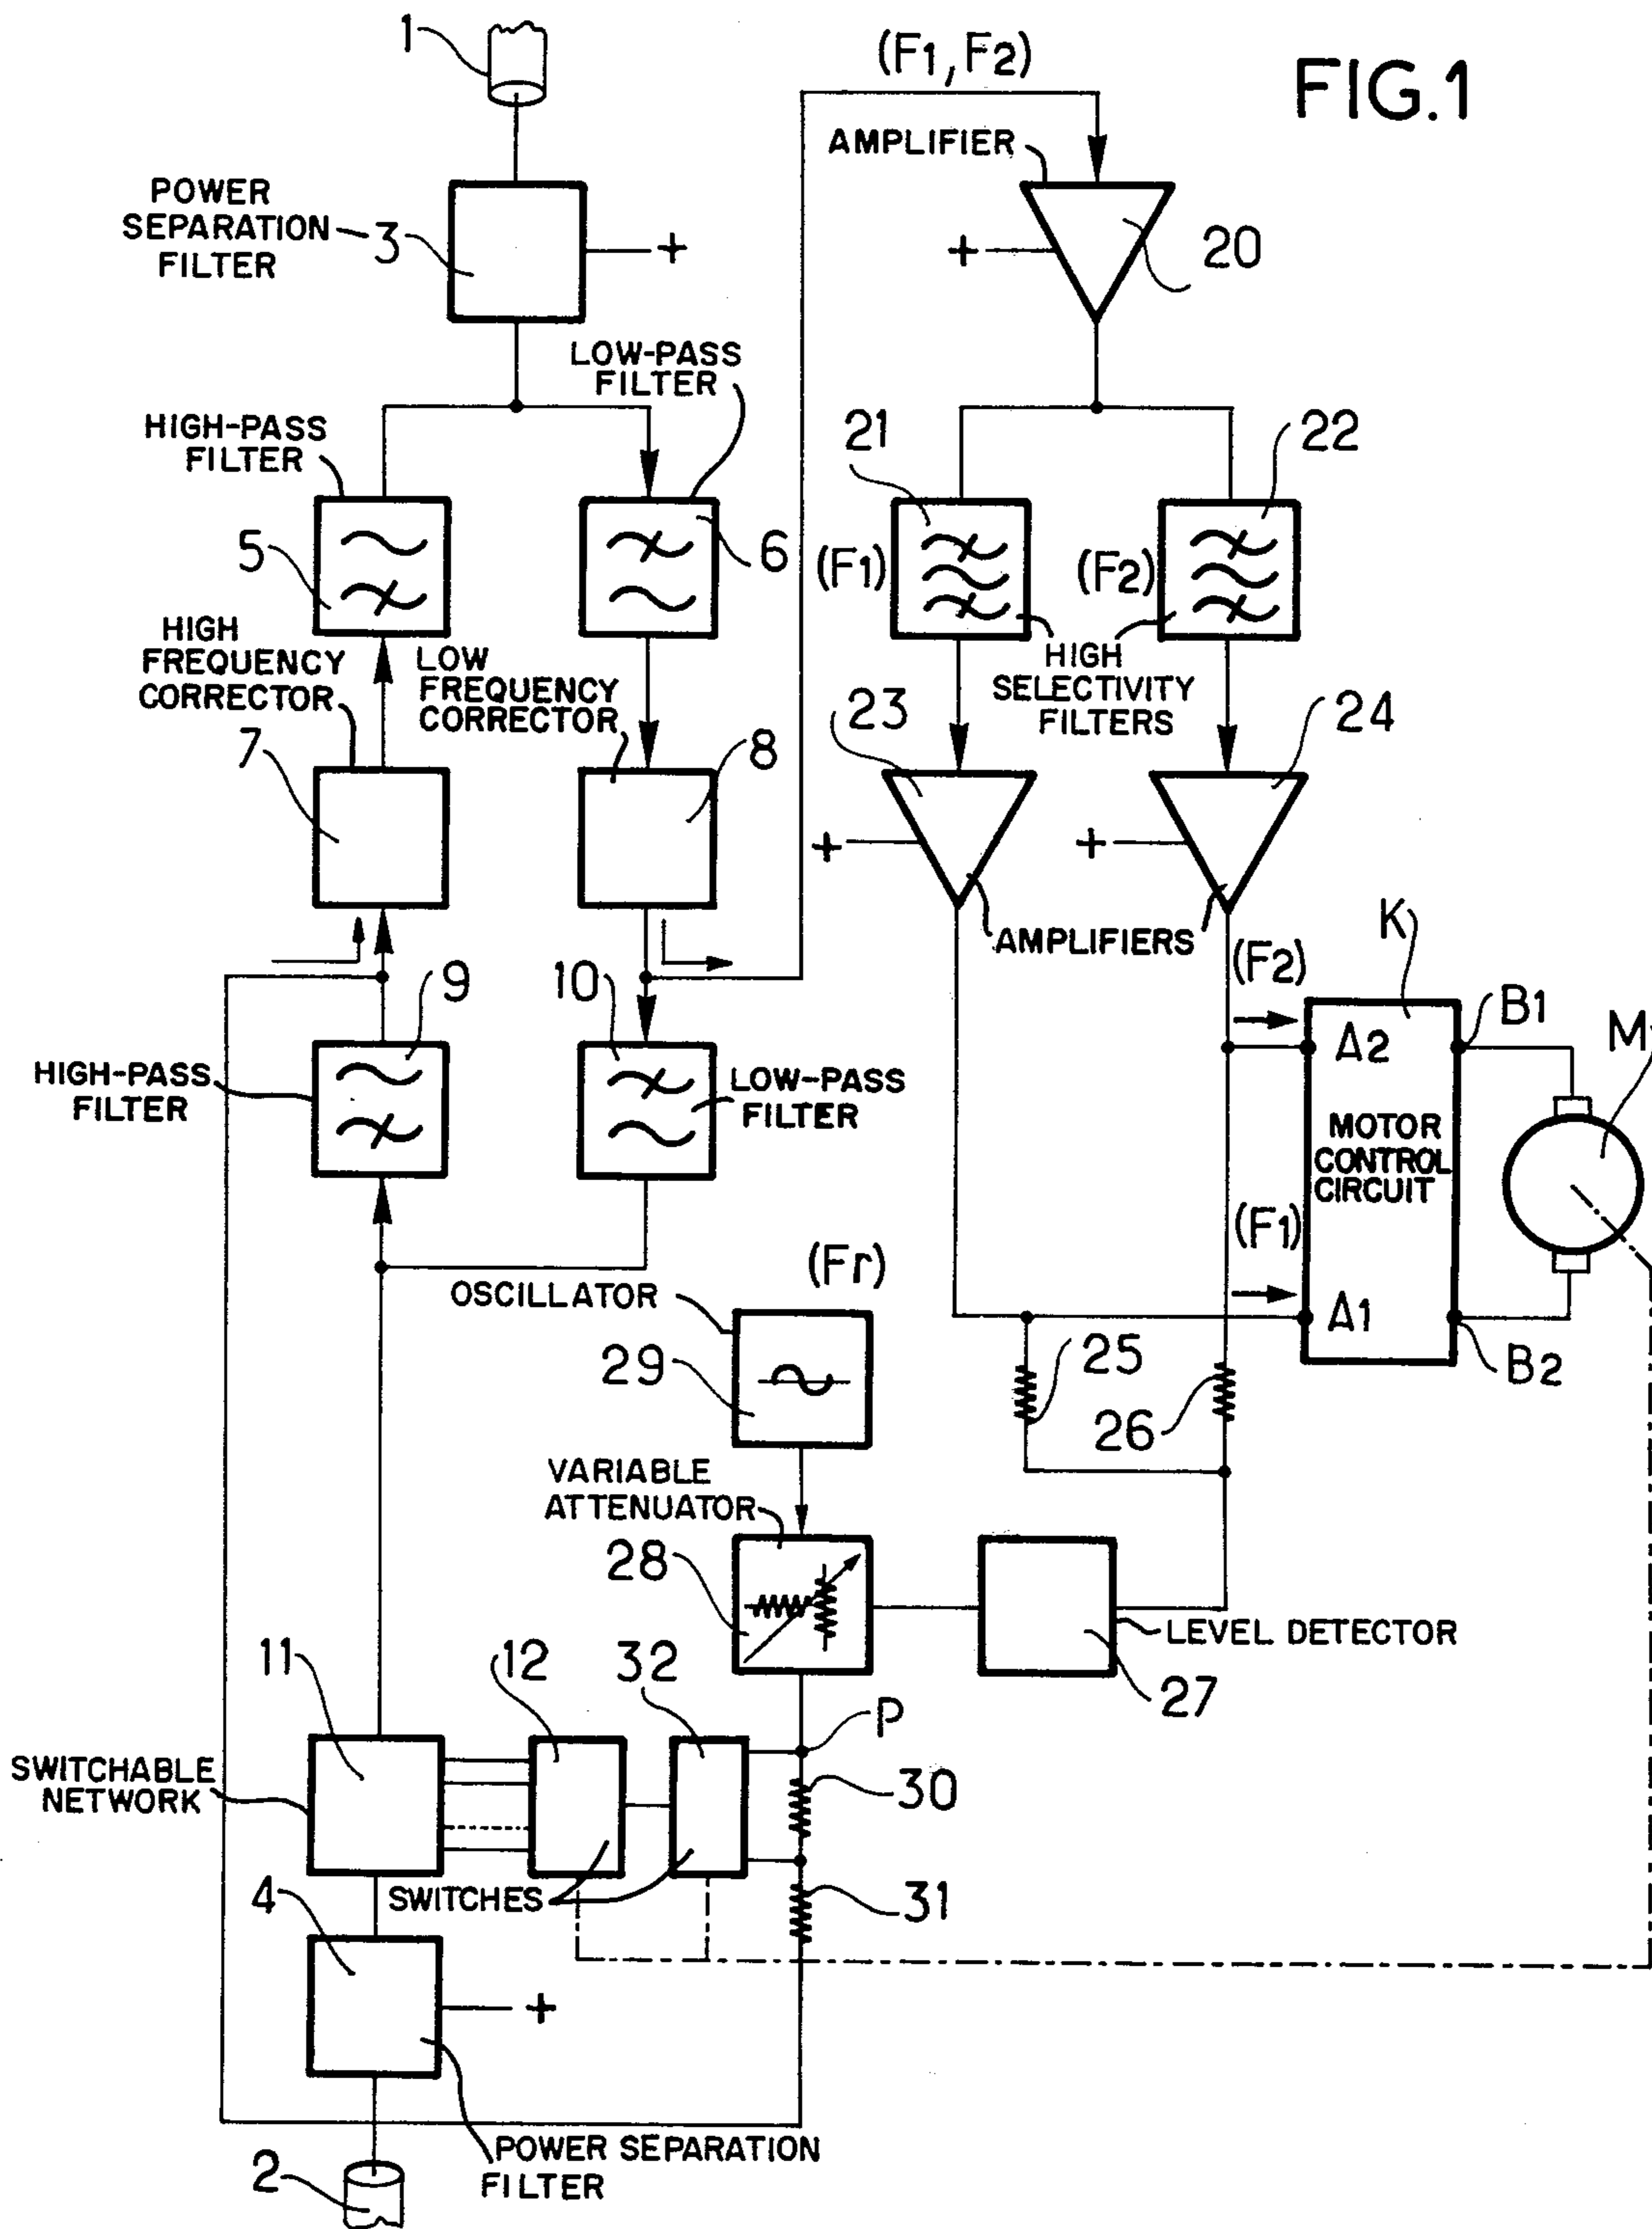 1
(F1, F2)
FIG.1
AMPLIFIER
POWER
SEPARATION
FILTER
3
+
+
20
LOW-PASS
FILTER
HIGH-PASS
FILTER
21
22
5
6
(F1)
(F2)
HIGH
FREQUENCY
CORRECTOR
LOW
FREQUENCY
CORRECTOR
HIGH
SELECTIVITY
FILTERS
23
24
7
8
+
+
AMPLIFIERS
K
(F2)
9
10
B1
M
A2
HIGH-PASS
FILTER
LOW-PASS
FILTER
MOTOR
CONTROL
CIRCUIT
(F1)
(Fr)
OSCILLATOR
A1
29
25
B2
26
VARIABLE
ATTENUATOR
28
LEVEL DETECTOR
11
12
32
27
P
SWITCHABLE
NETWORK
30
4
SWITCHES
31
+
POWER SEPARATION
FILTER
2